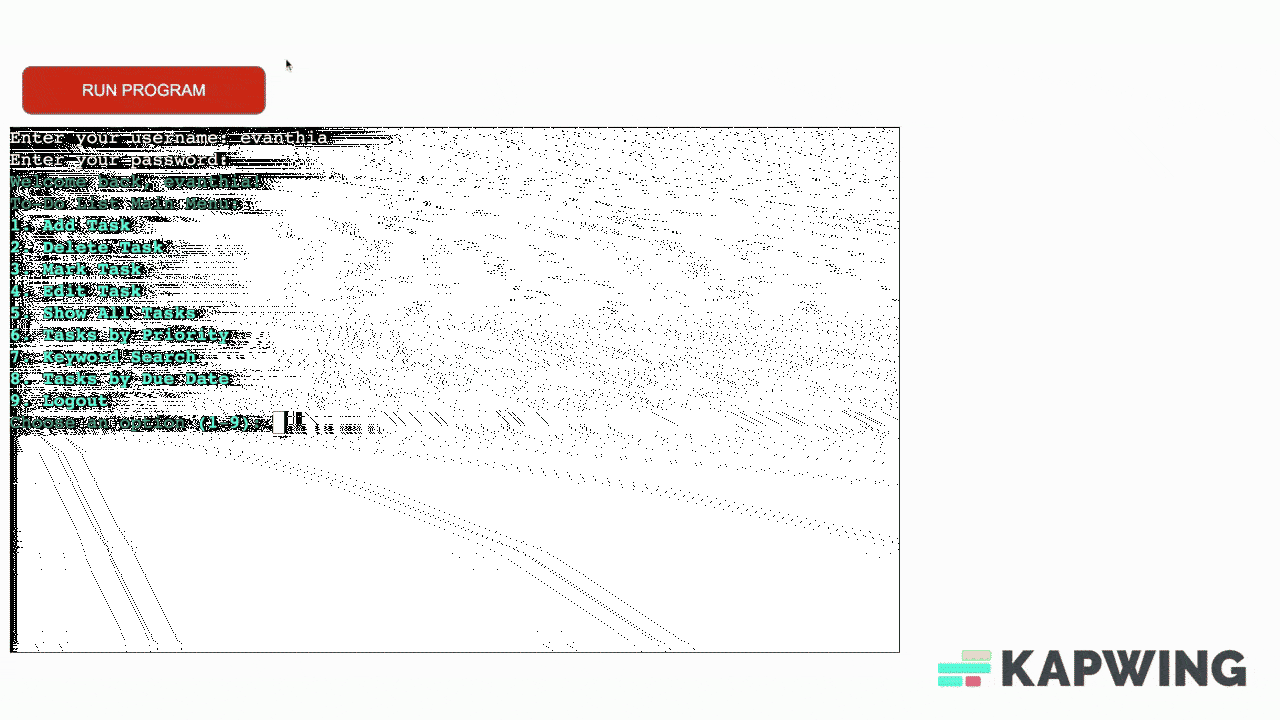 RUN PROGRAM
Enter your username: evanthia
Enter your password:
Welcome back, evanthia!
To-Do List Main Menu:
1. Add Task
2. Delete Task
3. Mark Task
4. Edit Task
5. Show All Tasks
6. Tasks by Priority
7. Keyword Search
8. Tasks by Due Date
9. Logout
Choose an option (1-9):
KAPWING